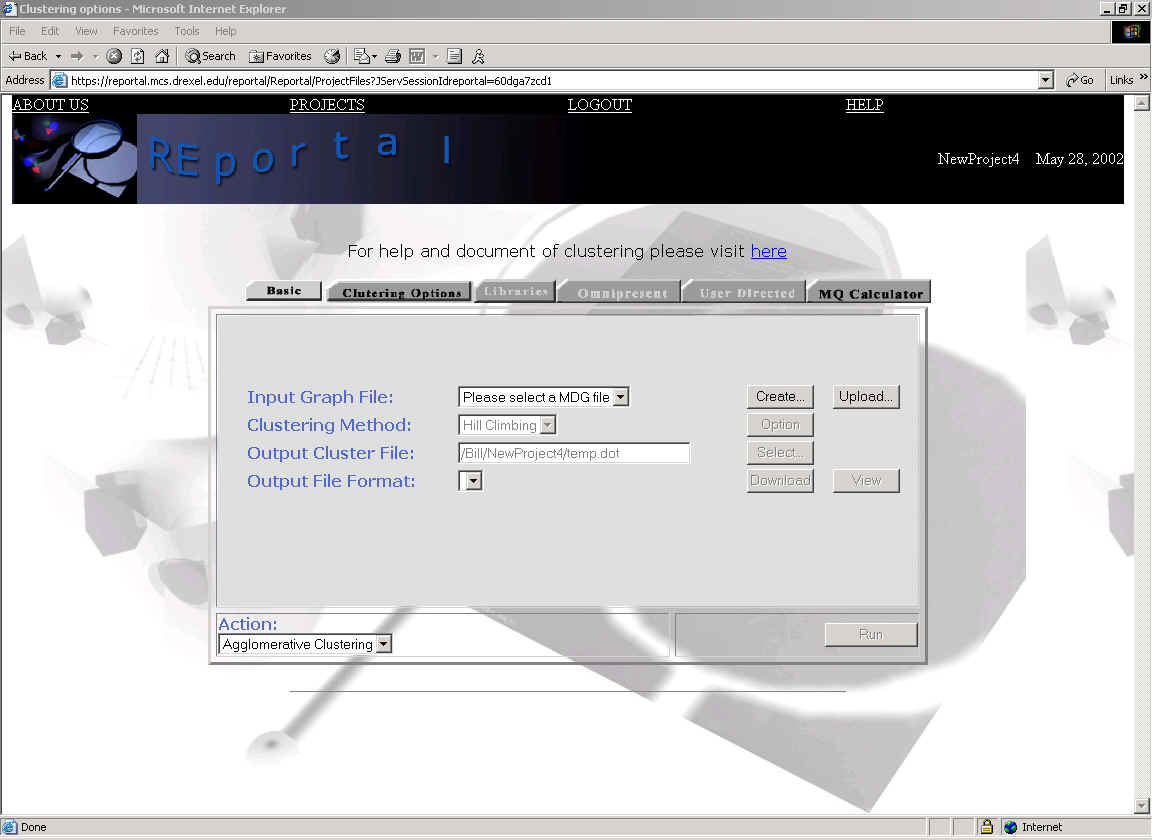 Clustering options - Microsoft Internet Explorer
File Edit View Favorites Tools Help
Back Search Favorites
Address https://reportal.mcs.drexel.edu/reportal/Reportal/ProjectFiles?JServSessionIdreportal=60dga7zcd1 Go Links »
ABOUT US PROJECTS LOGOUT HELP
REportal
NewProject4 May 28, 2002
For help and document of clustering please visit here
Basic Clutering Options Libraries Omnipresent User Directed MQ Calculator
Input Graph File: Please select a MDG file Create... Upload...
Clustering Method: Hill Climbing Option
Output Cluster File: /Bill/NewProject4/temp.dot Select...
Output File Format: Download View
Action:
Agglomerative Clustering Run
Done Internet